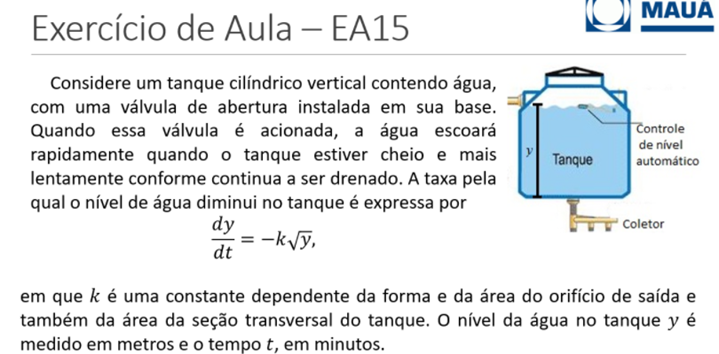 Exercício de Aula – EA15
MAUÁ
Considere um tanque cilíndrico vertical contendo água,
com uma válvula de abertura instalada em sua base.
Quando essa válvula é acionada, a água escoará
rapidamente quando o tanque estiver cheio e mais
lentamente conforme continua a ser drenado. A taxa pela
qual o nível de água diminui no tanque é expressa por
dy/dt = −k√y,
y
Tanque
Controle
de nível
automático
Coletor
em que k é uma constante dependente da forma e da área do orifício de saída e
também da área da seção transversal do tanque. O nível da água no tanque y é
medido em metros e o tempo t, em minutos.